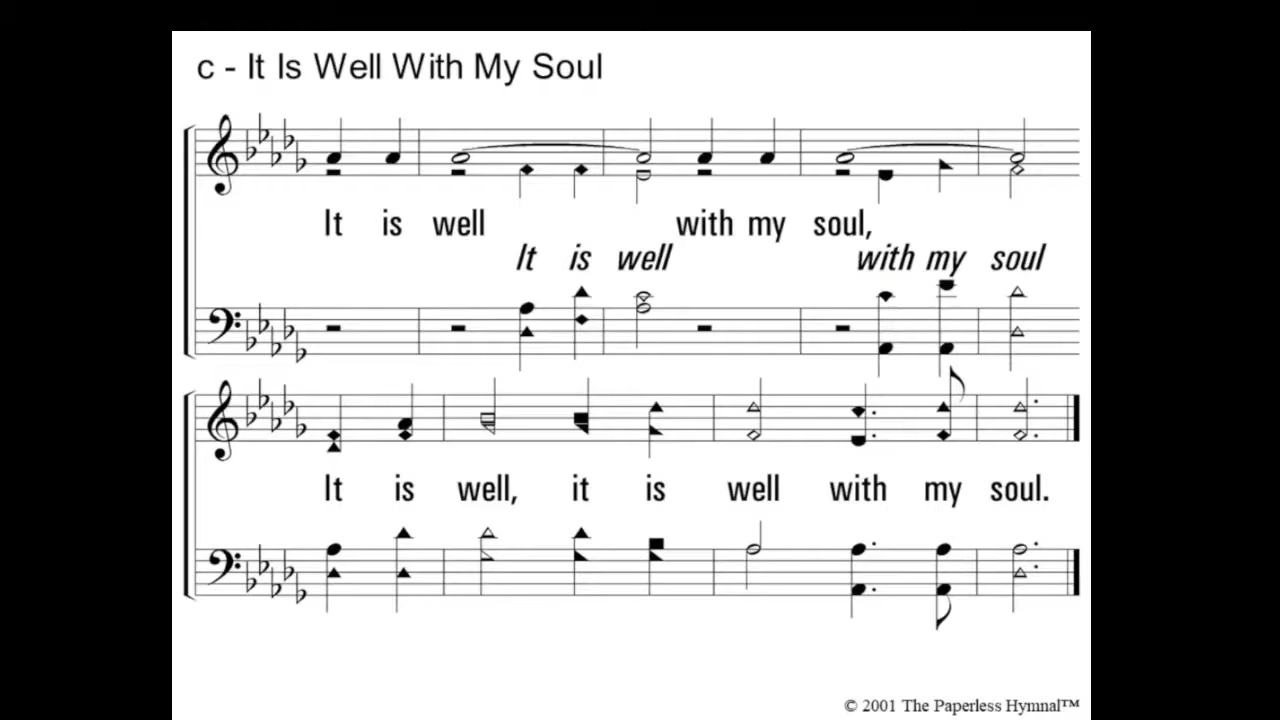 c - It Is Well With My Soul
It is well with my soul,
It is well with my soul
It is well, it is well with my soul.
© 2001 The Paperless Hymnal™